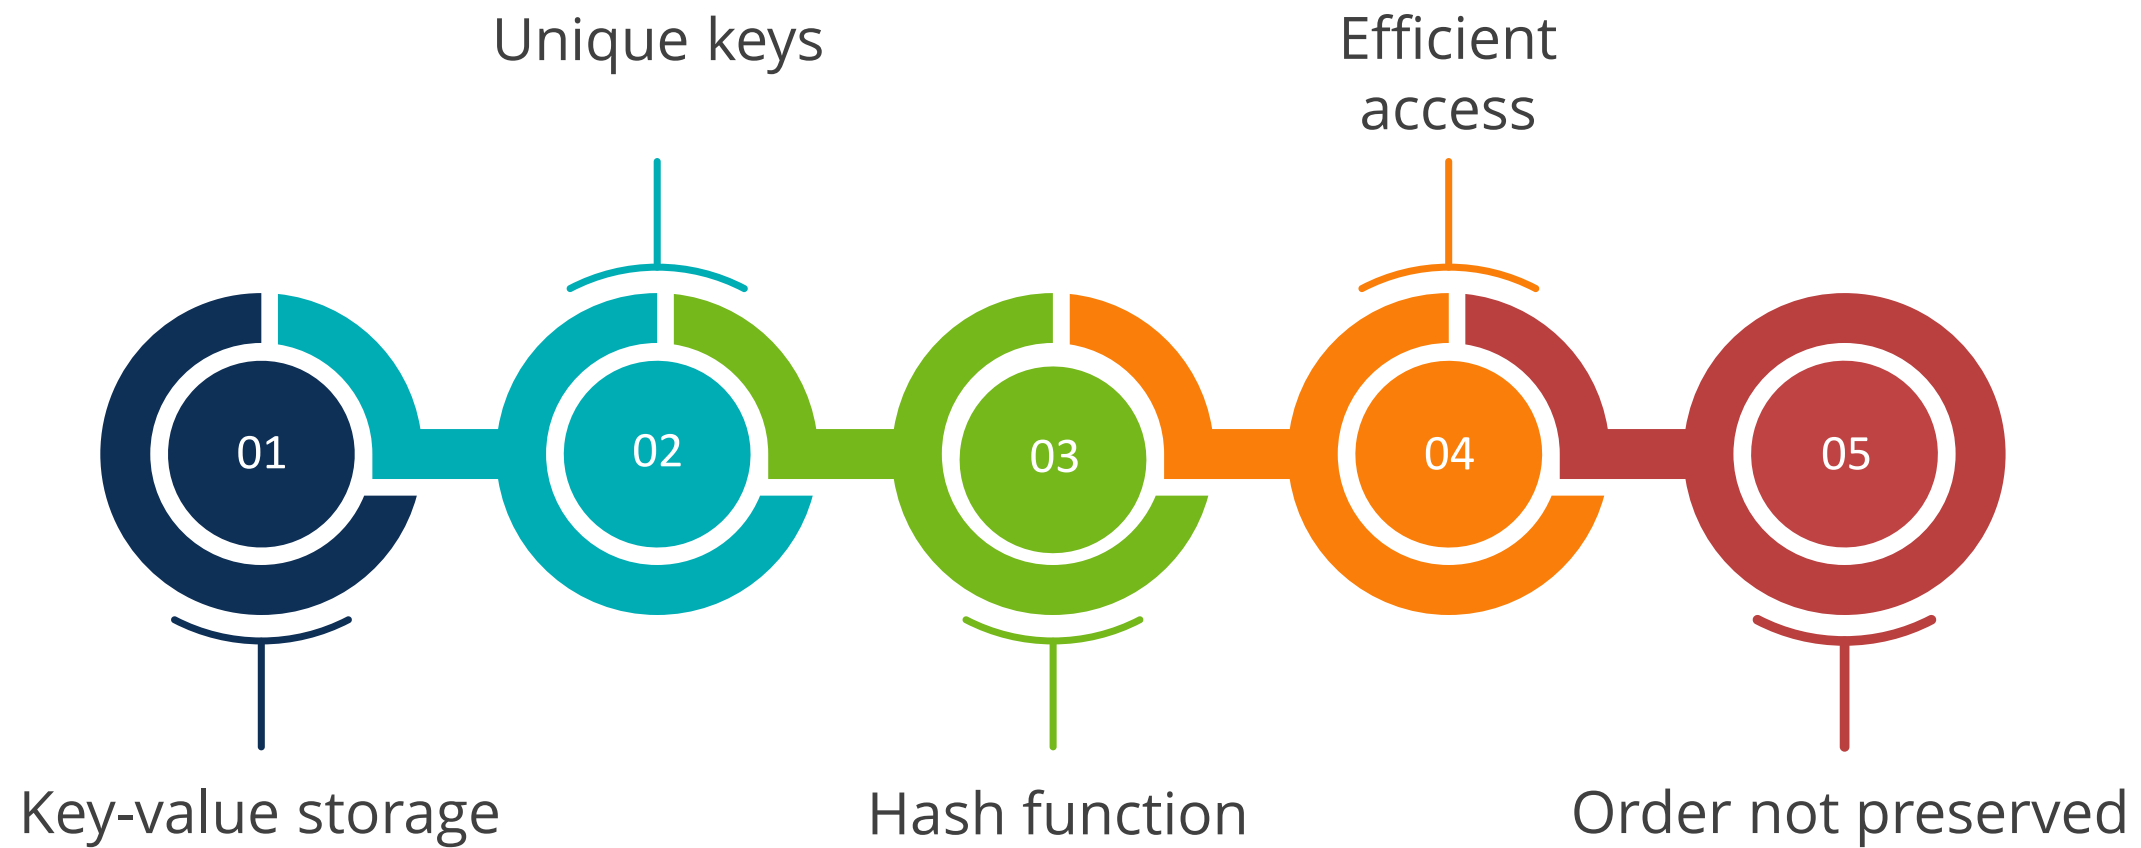 Unique keys
Efficient
access
01
02
03
04
05
Key-value storage
Hash function
Order not preserved